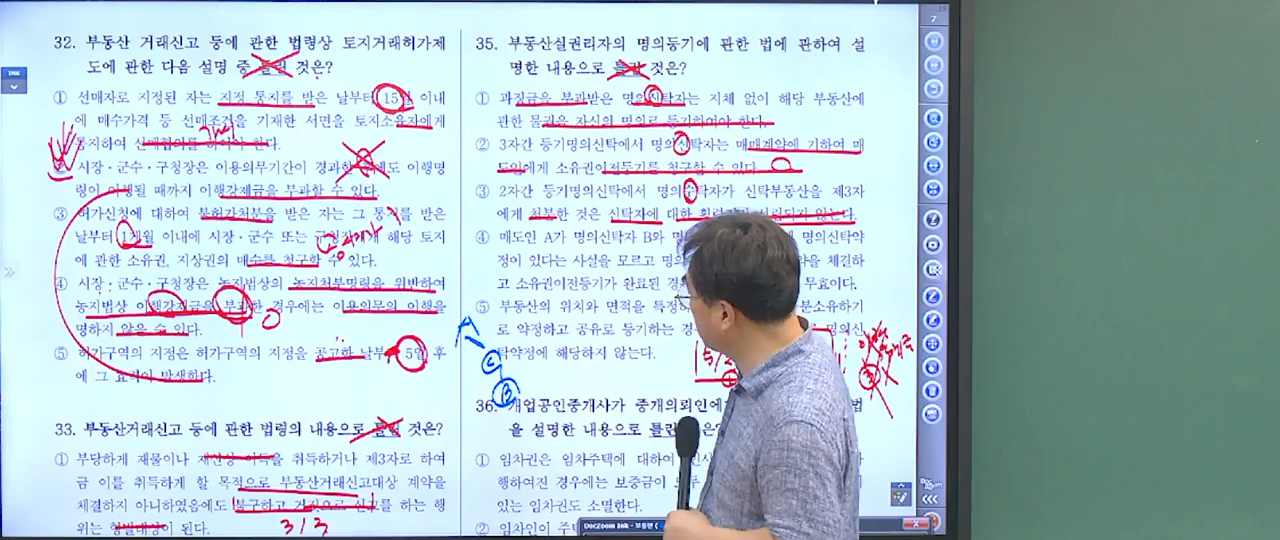 32. 부동산 거래신고 등에 관한 법령상 토지거래허가제
도에 관한 다음 설명 중 틀린 것은?
① 선매자로 지정된 자는 지정 통지를 받은 날부터 15일 이내
에 매수가격 등 선매조건을 기재한 서면을 토지소유자에게
통지하여 선매협의를 하여야 한다.
시장·군수·구청장은 이용의무기간이 경과한 후에도 이행명
령이 이행될 때까지 이행강제금을 부과할 수 있다.
③ 허가신청에 대하여 불허가처분을 받은 자는 그 통지를 받은
날부터 1개월 이내에 시장·군수 또는 구청장에게 해당 토지
에 관한 소유권, 지상권의 매수를 청구할 수 있다.
④ 시장·군수·구청장은 농지법상의 농지처분명령을 위반하여
농지법상 이행강제금을 부과한 경우에는 이용의무의 이행을
명하지 않을 수 있다.
⑤ 허가구역의 지정은 허가구역의 지정을 공고한 날부터 5일 후
에 그 효력이 발생한다.
33. 부동산거래신고 등에 관한 법령의 내용으로 틀린 것은?
① 부당하게 재물이나 재산상 이득을 취득하거나 제3자로 하여
금 이를 취득하게 할 목적으로 부동산거래신고대상 계약을
체결하지 아니하였음에도 불구하고 거짓으로 신고를 하는 행
위는 형벌대상이 된다.
3 / 3
35. 부동산실권리자의 명의등기에 관한 법에 관하여 설
명한 내용으로 틀린 것은?
① 과징금을 부과받은 명의신탁자는 지체 없이 해당 부동산에
관한 물권을 자신의 명의로 등기하여야 한다.
② 3자간 등기명의신탁에서 명의신탁자는 매매계약에 기하여 매
도인에게 소유권이전등기를 청구할 수 있다.
③ 2자간 등기명의신탁에서 명의수탁자가 신탁부동산을 제3자
에게 처분한 것은 신탁자에 대한 횡령죄가 성립되지 않는다.
④ 매도인 A가 명의신탁자 B와 명 명의신탁약
정이 있다는 사실을 모르고 명의 약을 체결하
고 소유권이전등기가 완료된 경 무효이다.
⑤ 부동산의 위치와 면적을 특정하 분소유하기
로 약정하고 공유로 등기하는 경 명의신
탁약정에 해당하지 않는다.
A
C
B
36. 개업공인중개사가 중개의뢰인에 법
을 설명한 내용으로 틀린 것은?
① 임차권은 임차주택에 대하여
행하여진 경우에는 보증금이 모두
있는 임차권도 소멸한다.
② 임차인이 주
INK
7